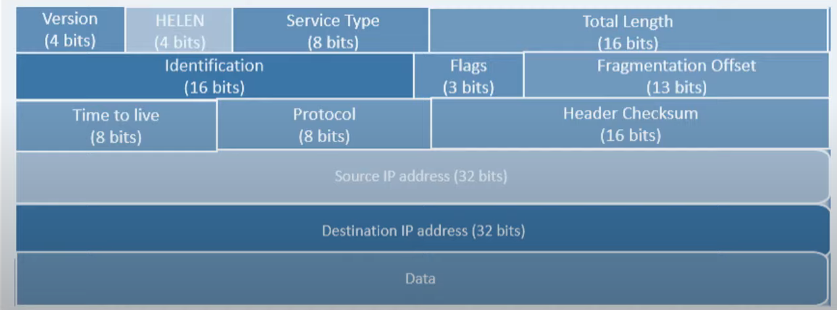 Version
(4 bits)
HELEN
(4 bits)
Service Type
(8 bits)
Total Length
(16 bits)
Identification
(16 bits)
Flags
(3 bits)
Fragmentation Offset
(13 bits)
Time to live
(8 bits)
Protocol
(8 bits)
Header Checksum
(16 bits)
Source IP address (32 bits)
Destination IP address (32 bits)
Data